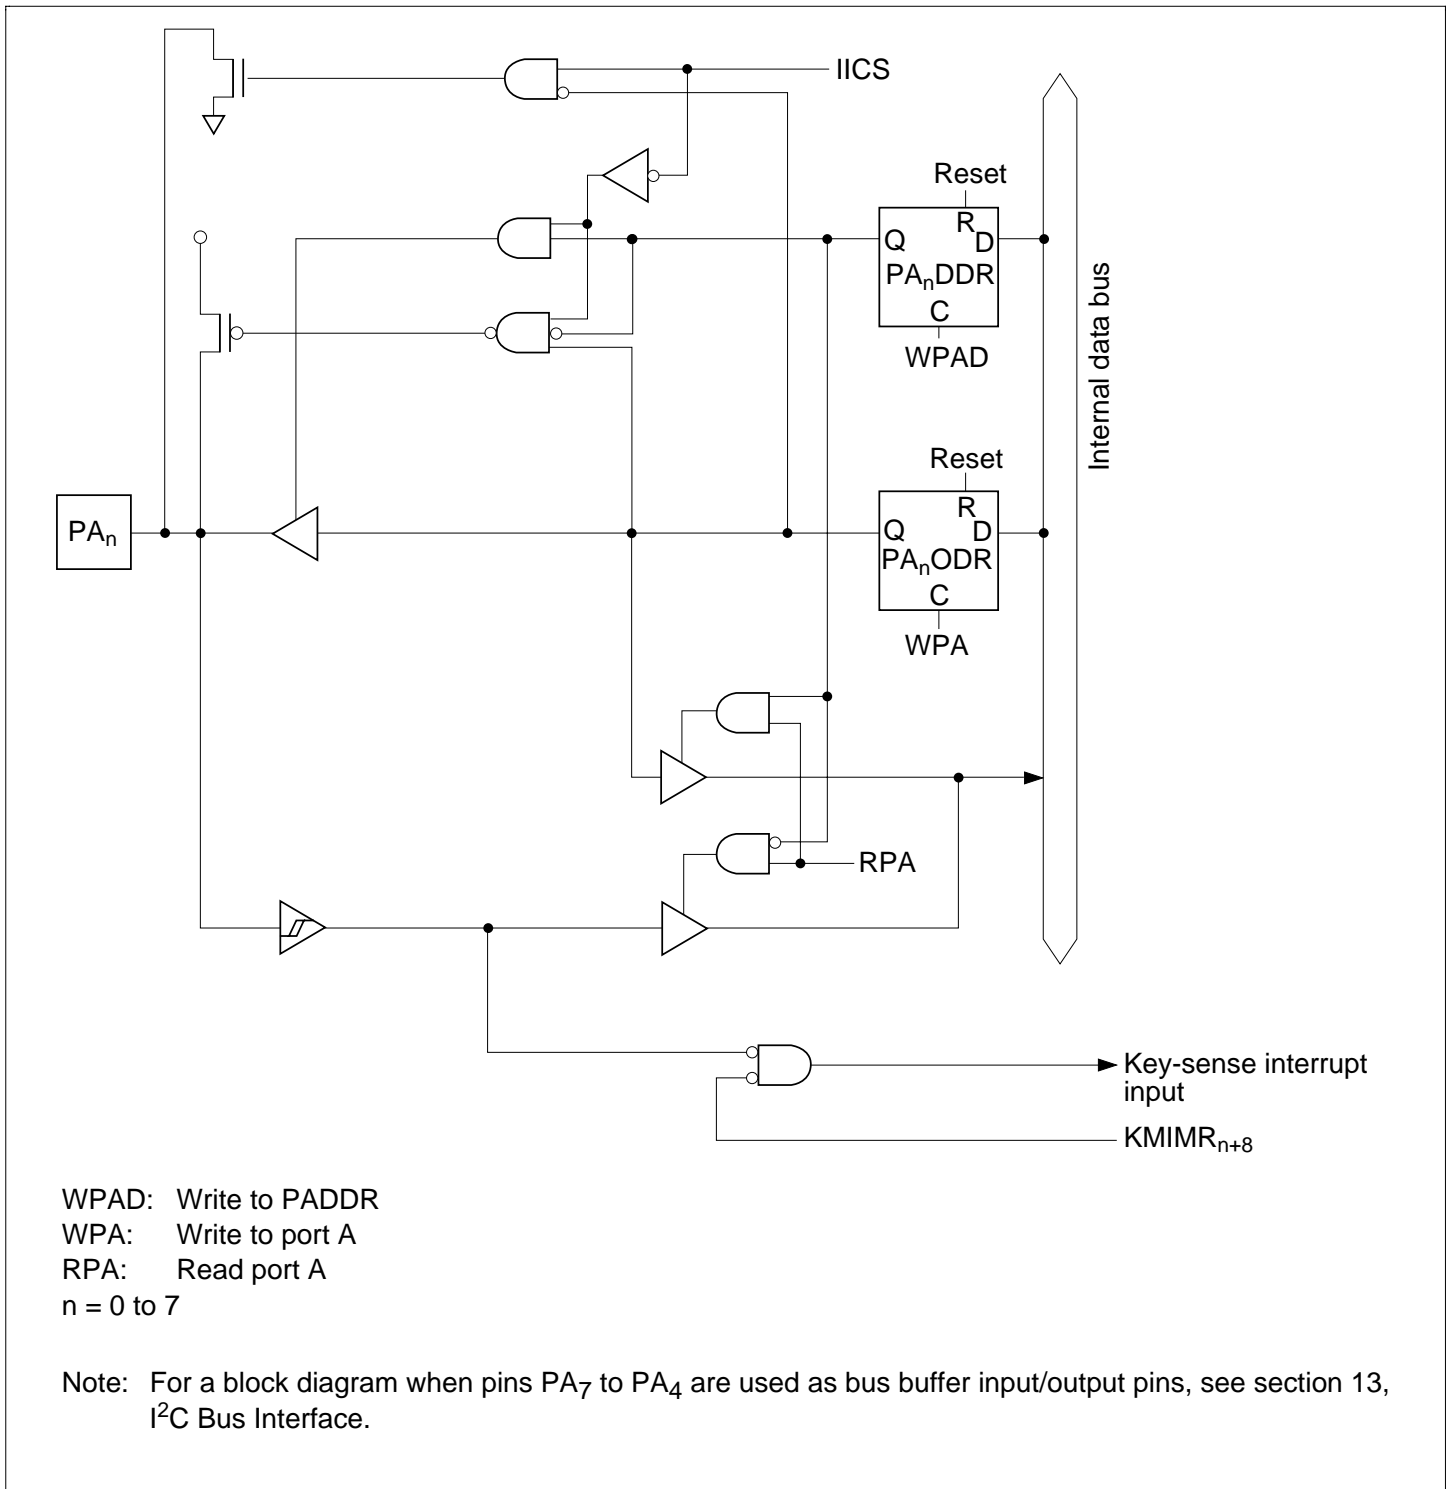 IICS
Reset
R
Q
D
PAnDDR
C
WPAD
Internal data bus
Reset
R
PAn
Q
D
PAnODR
C
WPA
RPA
Key-sense interrupt
input
KMIMRn+8
WPAD: Write to PADDR
WPA: Write to port A
RPA: Read port A
n = 0 to 7
Note: For a block diagram when pins PA7 to PA4 are used as bus buffer input/output pins, see section 13,
I2C Bus Interface.